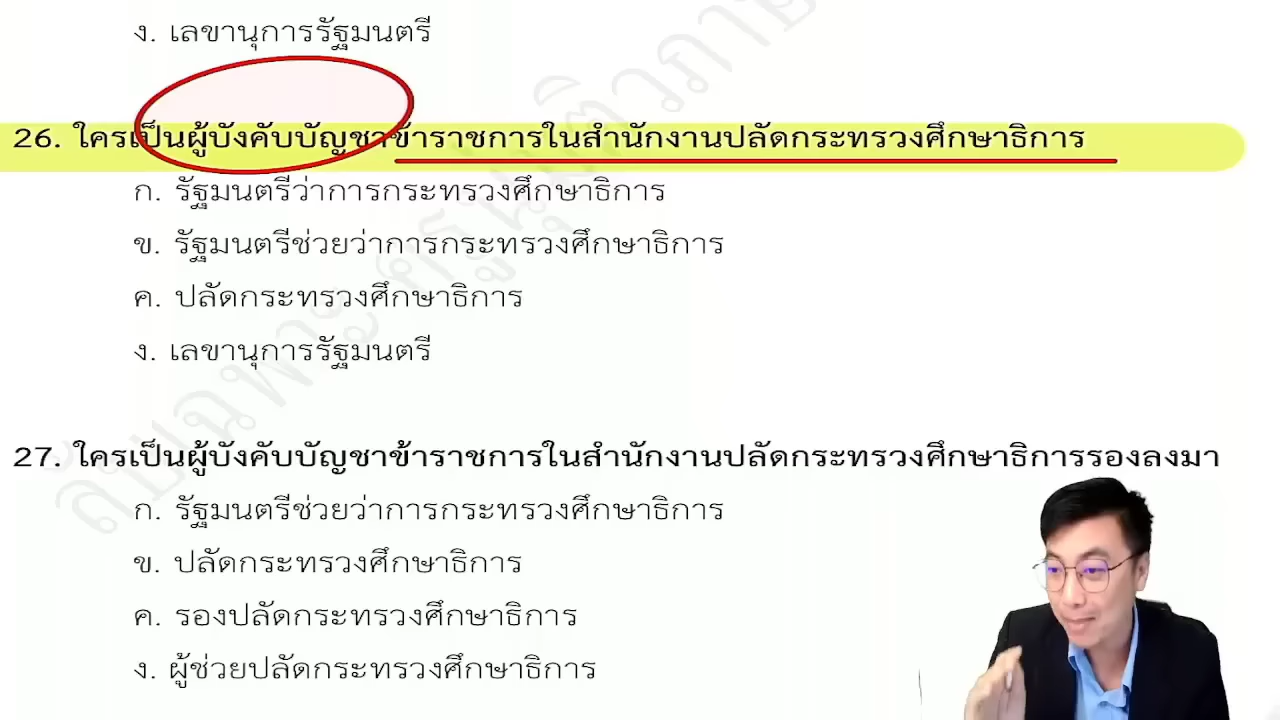 ง. เลขานุการรัฐมนตรี
26. ใครเป็นผู้บังคับบัญชาข้าราชการในสำนักงานปลัดกระทรวงศึกษาธิการ
ก. รัฐมนตรีว่าการกระทรวงศึกษาธิการ
ข. รัฐมนตรีช่วยว่าการกระทรวงศึกษาธิการ
ค. ปลัดกระทรวงศึกษาธิการ
ง. เลขานุการรัฐมนตรี
27. ใครเป็นผู้บังคับบัญชาข้าราชการในสำนักงานปลัดกระทรวงศึกษาธิการรองลงมา
ก. รัฐมนตรีช่วยว่าการกระทรวงศึกษาธิการ
ข. ปลัดกระทรวงศึกษาธิการ
ค. รองปลัดกระทรวงศึกษาธิการ
ง. ผู้ช่วยปลัดกระทรวงศึกษาธิการ